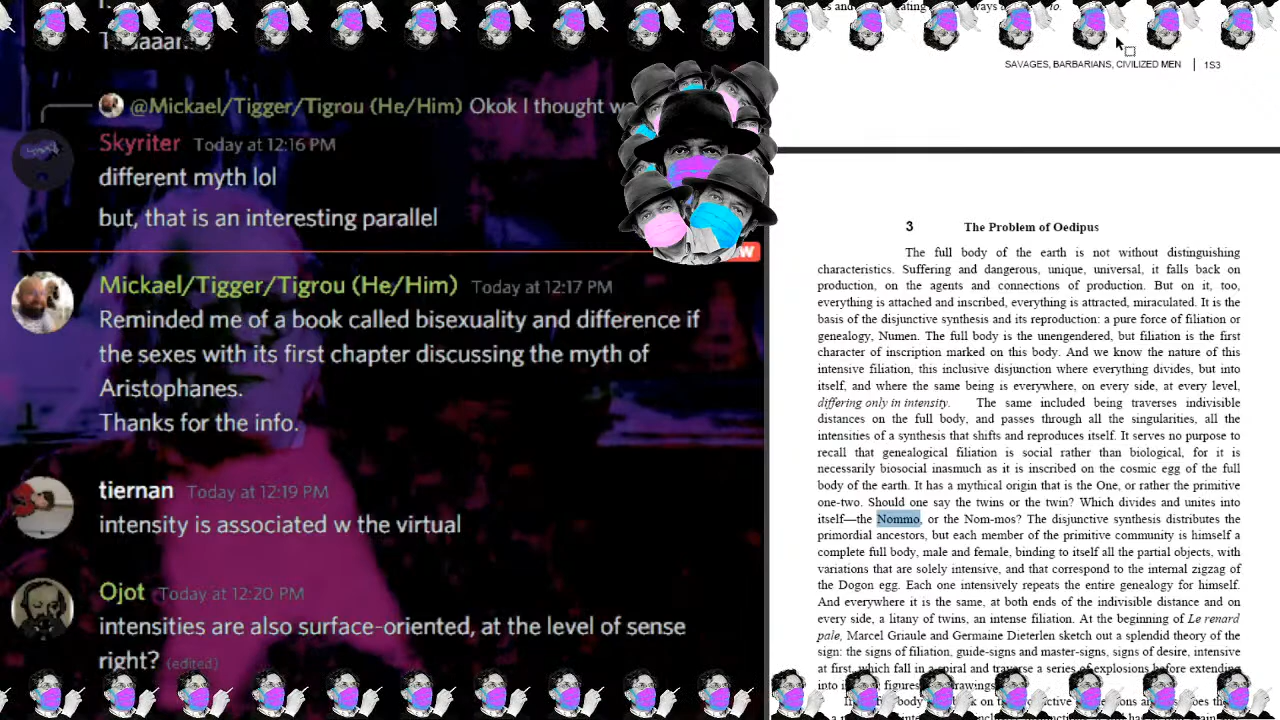 @Mickael/Tigger/Tigrou (He/Him) Okok I thought
Skyriter Today at 12:16 PM
different myth lol
but, that is an interesting parallel
Mickael/Tigger/Tigrou (He/Him) Today at 12:17 PM
Reminded me of a book called bisexuality and difference if
the sexes with its first chapter discussing the myth of
Aristophanes.
Thanks for the info.
tiernan Today at 12:19 PM
intensity is associated w the virtual
Ojot Today at 12:20 PM
intensities are also surface-oriented, at the level of sense
right? (edited)
SAVAGES, BARBARIANS, CIVILIZED MEN | 1S3
3 The Problem of Oedipus
The full body of the earth is not without distinguishing
characteristics. Suffering and dangerous, unique, universal, it falls back on
production, on the agents and connections of production. But on it, too,
everything is attached and inscribed, everything is attracted, miraculated. It is the
basis of the disjunctive synthesis and its reproduction: a pure force of filiation or
genealogy, Numen. The full body is the unengendered, but filiation is the first
character of inscription marked on this body. And we know the nature of this
intensive filiation, this inclusive disjunction where everything divides, but into
itself, and where the same being is everywhere, on every side, at every level,
differing only in intensity. The same included being traverses indivisible
distances on the full body, and passes through all the singularities, all the
intensities of a synthesis that shifts and reproduces itself. It serves no purpose to
recall that genealogical filiation is social rather than biological, for it is
necessarily biosocial inasmuch as it is inscribed on the cosmic egg of the full
body of the earth. It has a mythical origin that is the One, or rather the primitive
one-two. Should one say the twins or the twin? Which divides and unites into
itself—the Nommo, or the Nom-mos? The disjunctive synthesis distributes the
primordial ancestors, but each member of the primitive community is himself a
complete full body, male and female, binding to itself all the partial objects, with
variations that are solely intensive, and that correspond to the internal zigzag of
the Dogon egg. Each one intensively repeats the entire genealogy for himself.
And everywhere it is the same, at both ends of the indivisible distance and on
every side, a litany of twins, an intense filiation. At the beginning of Le renard
pale, Marcel Griaule and Germaine Dieterlen sketch out a splendid theory of the
sign: the signs of filiation, guide-signs and master-signs, signs of desire, intensive
at first, which fall in a spiral and traverse a series of explosions before extending
into figures drawings